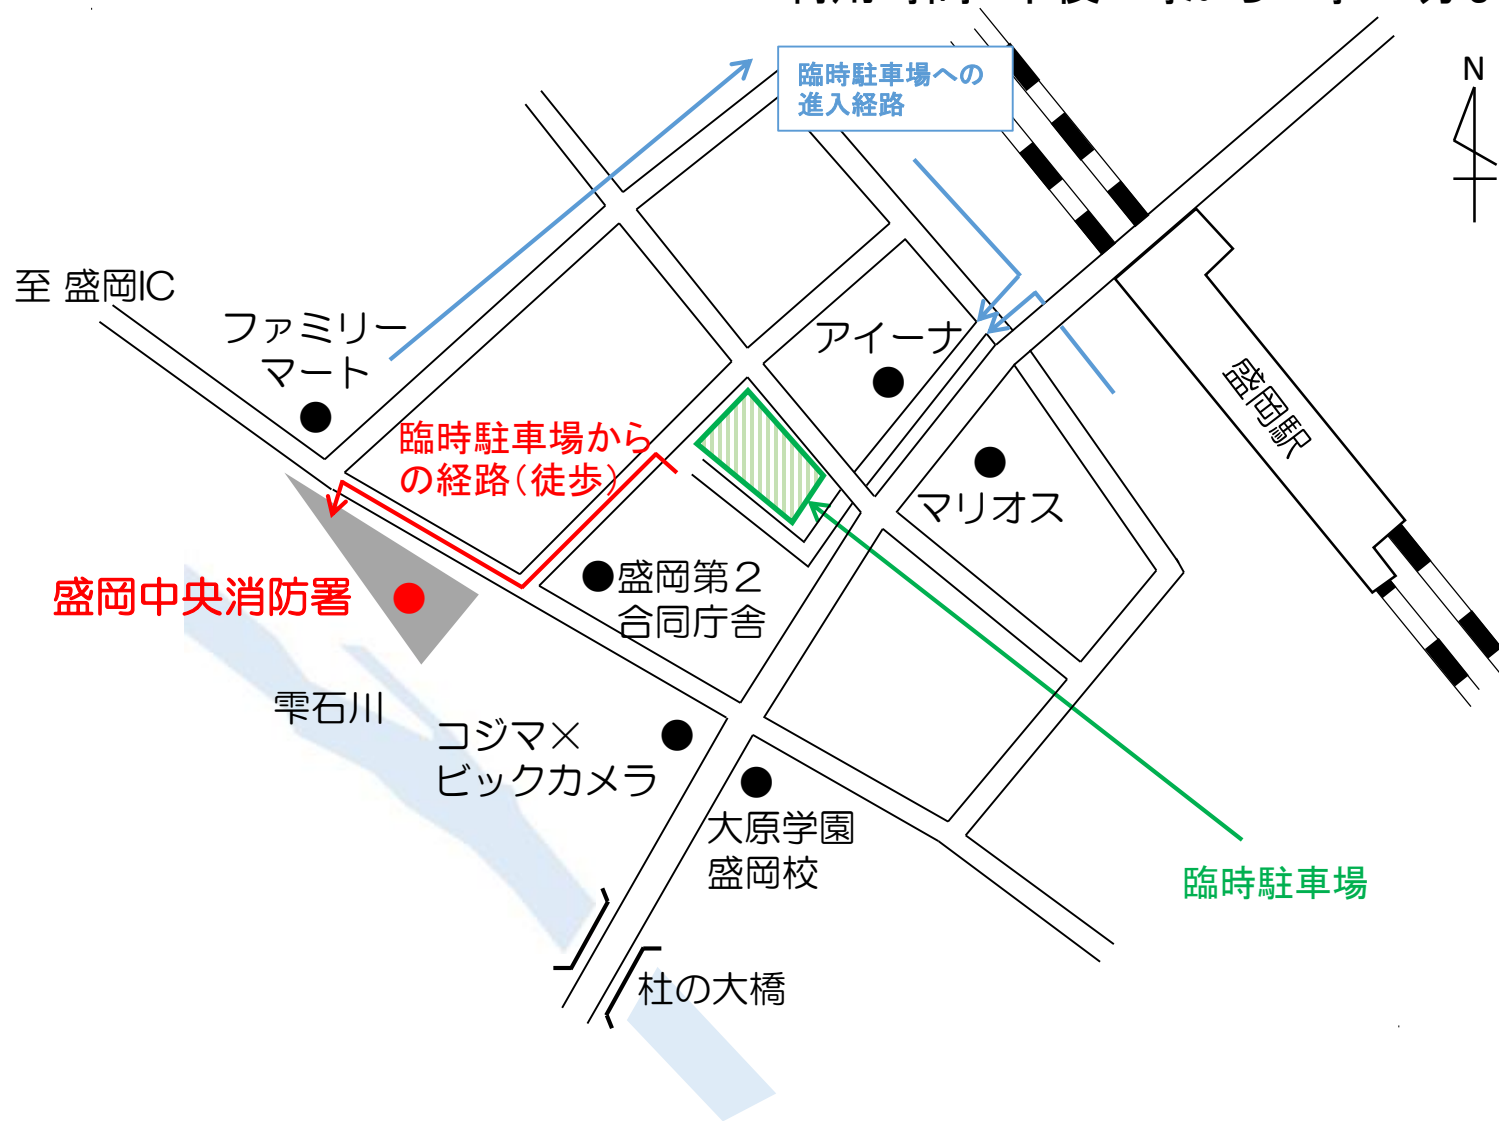 臨時駐車場への
進入経路
N
至 盛岡IC
ファミリー
マート
アイーナ
盛岡駅
臨時駐車場から
の経路(徒歩)
マリオス
盛岡第2
合同庁舎
盛岡中央消防署
雫石川
コジマ×
ビックカメラ
大原学園
盛岡校
臨時駐車場
杜の大橋